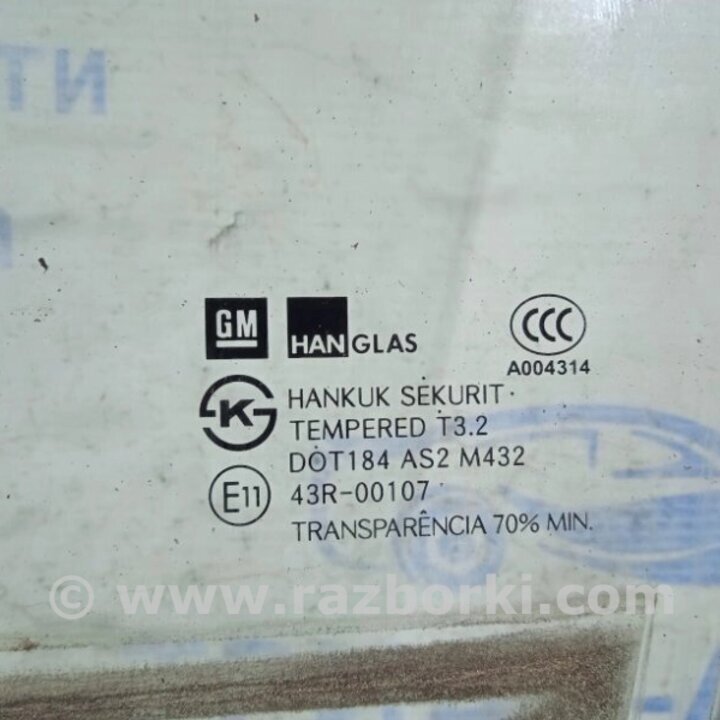 NT
GM HANGLAS CCC
A004314
K HANKUK SEKURIT
TEMPERED T3.2
DOT184 AS2 M432
E11 43R-00107
TRANSPARÊNCIA 70% MIN.
© www.razborki.com